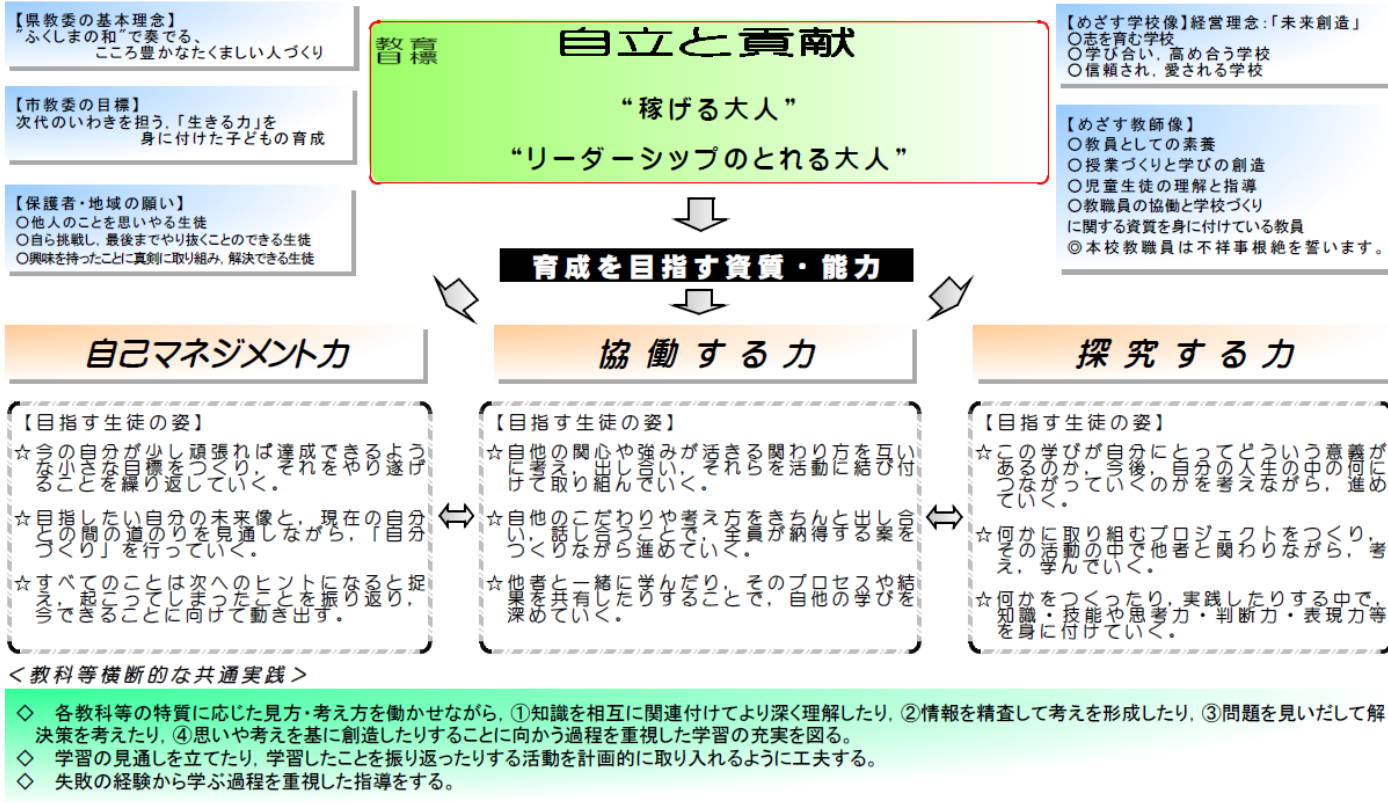 【県教委の基本理念】
"ふくしまの和"で奏でる、
こころ豊かなたくましい人づくり
【市教委の目標】
次代のいわきを担う，「生きる力」を
身に付けた子どもの育成
【保護者・地域の願い】
○他人のことを思いやる生徒
○自ら挑戦し，最後までやり抜くことのできる生徒
○興味を持ったことに真剣に取り組み，解決できる生徒
教育
目標
自立と貢献
“稼げる大人”
“リーダーシップのとれる大人”
【めざす学校像】経営理念：「未来創造」
○志を育む学校
○学び合い，高め合う学校
○信頼され，愛される学校
【めざす教師像】
○教員としての素養
○授業づくりと学びの創造
○児童生徒の理解と指導
○教職員の協働と学校づくり
に関する資質を身に付けている教員
◎本校教職員は不祥事根絶を誓います。
育成を目指す資質・能力
自己マネジメント力
【目指す生徒の姿】
☆今の自分が少し頑張れば達成できるよう
な小さな目標をつくり，それをやり遂げ
ることを繰り返していく。
☆目指したい自分の未来像と，現在の自分
との間の道のりを見通しながら，「自分
づくり」を行っていく。
☆すべてのことは次へのヒントになると捉
え，起こってしまったことを振り返り，
今できることに向けて動き出す。
協働する力
【目指す生徒の姿】
☆自他の関心や強みが活きる関わり方を互い
に考え，出し合い，それらを活動に結び付
けて取り組んでいく。
☆自他のこだわりや考え方をきちんと出し合
い，話し合うことで，全員が納得する案を
つくりながら進めていく。
☆他者と一緒に学んだり，そのプロセスや結
果を共有したりすることで，自他の学びを
深めていく。
探究する力
【目指す生徒の姿】
☆この学びが自分にとってどういう意義が
あるのか，今後，自分の人生の中の何に
つながっていくのかを考えながら，進め
ていく。
☆何かに取り組むプロジェクトをつくり，
その活動の中で他者と関わりながら，考
え，学んでいく。
☆何かをつくったり，実践したりする中で，
知識・技能や思考力・判断力・表現力等
を身に付けていく。
＜教科等横断的な共通実践＞
◇　各教科等の特質に応じた見方・考え方を働かせながら，①知識を相互に関連付けてより深く理解したり，②情報を精査して考えを形成したり，③問題を見いだして解
決策を考えたり，④思いや考えを基に創造したりすることに向かう過程を重視した学習の充実を図る。
◇　学習の見通しを立てたり，学習したことを振り返ったりする活動を計画的に取り入れるように工夫する。
◇　失敗の経験から学ぶ過程を重視した指導をする。